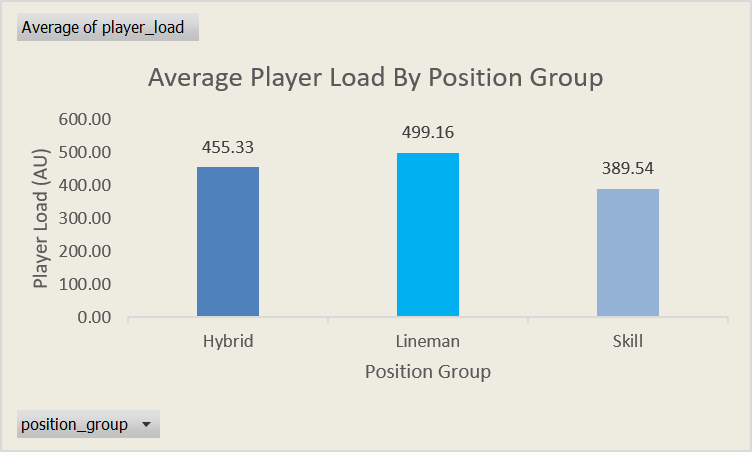 Average of player_load
Average Player Load By Position Group
Player Load (AU)
600.00
500.00
400.00
300.00
200.00
100.00
0.00
455.33
499.16
389.54
Hybrid
Lineman
Skill
Position Group
position_group